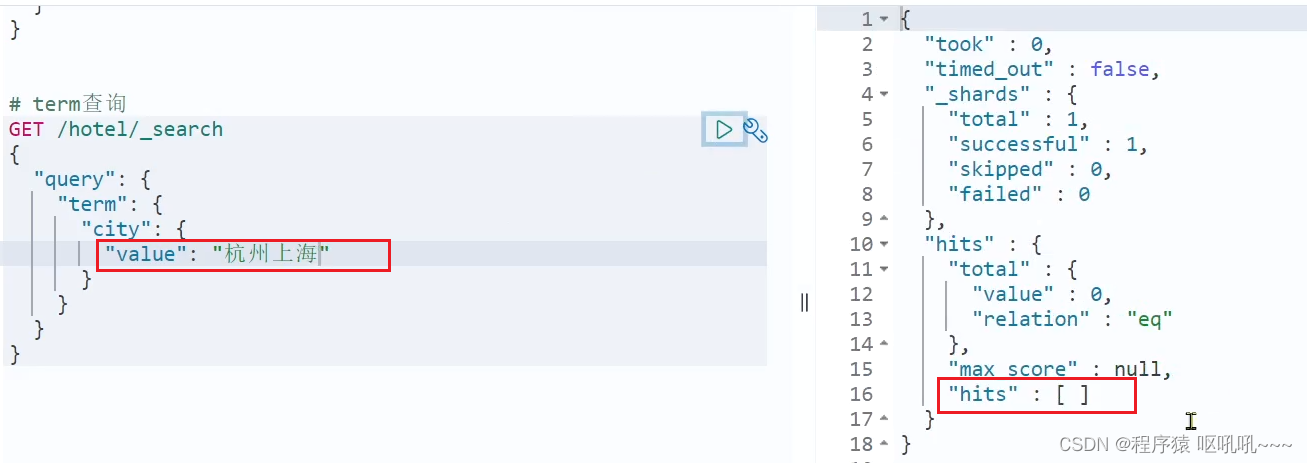 }
}
# term查询
GET /hotel/_search
{
"query": {
"term": {
"city": {
"value": "杭州上海"
}
}
}
}
1 {
2 "took" : 0,
3 "timed_out" : false,
4 "_shards" : {
5 "total" : 1,
6 "successful" : 1,
7 "skipped" : 0,
8 "failed" : 0
9 },
10 "hits" : {
11 "total" : {
12 "value" : 0,
13 "relation" : "eq"
14 },
15 "max_score" : null,
16 "hits" : [ ]
17 }
18 }
CSDN @程序猿 呕吼吼~~~